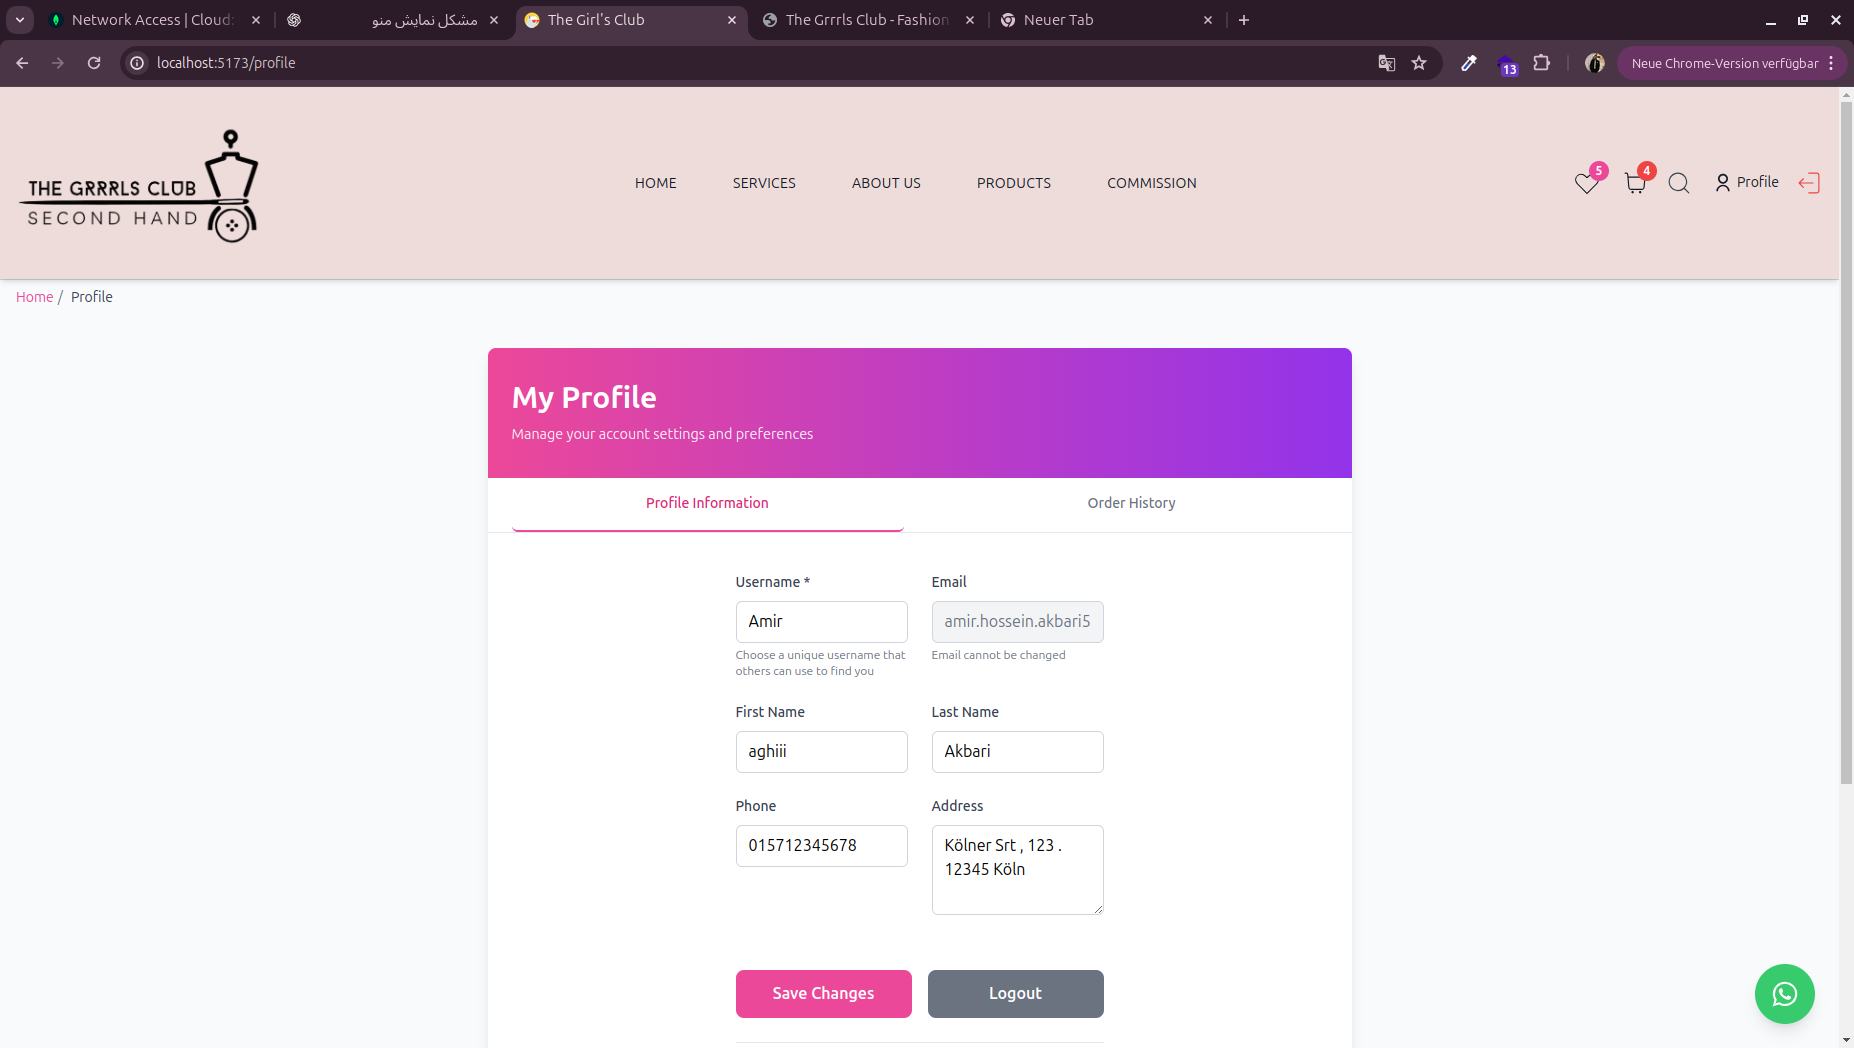 Network Access | Cloud:
مشکل نمایش منو
The Girl's Club
The Grrrls Club - Fashion
Neuer Tab
localhost:5173/profile
13
Neue Chrome-Version verfügbar
THE GRRRLS CLUB
SECOND HAND
HOME
SERVICES
ABOUT US
PRODUCTS
COMMISSION
5
4
Profile
Home / Profile
My Profile
Manage your account settings and preferences
Profile Information
Order History
Username *
Email
Amir
amir.hossein.akbari5
Choose a unique username that
others can use to find you
Email cannot be changed
First Name
Last Name
aghiii
Akbari
Phone
Address
015712345678
Kölner Srt , 123 .
12345 Köln
Save Changes
Logout